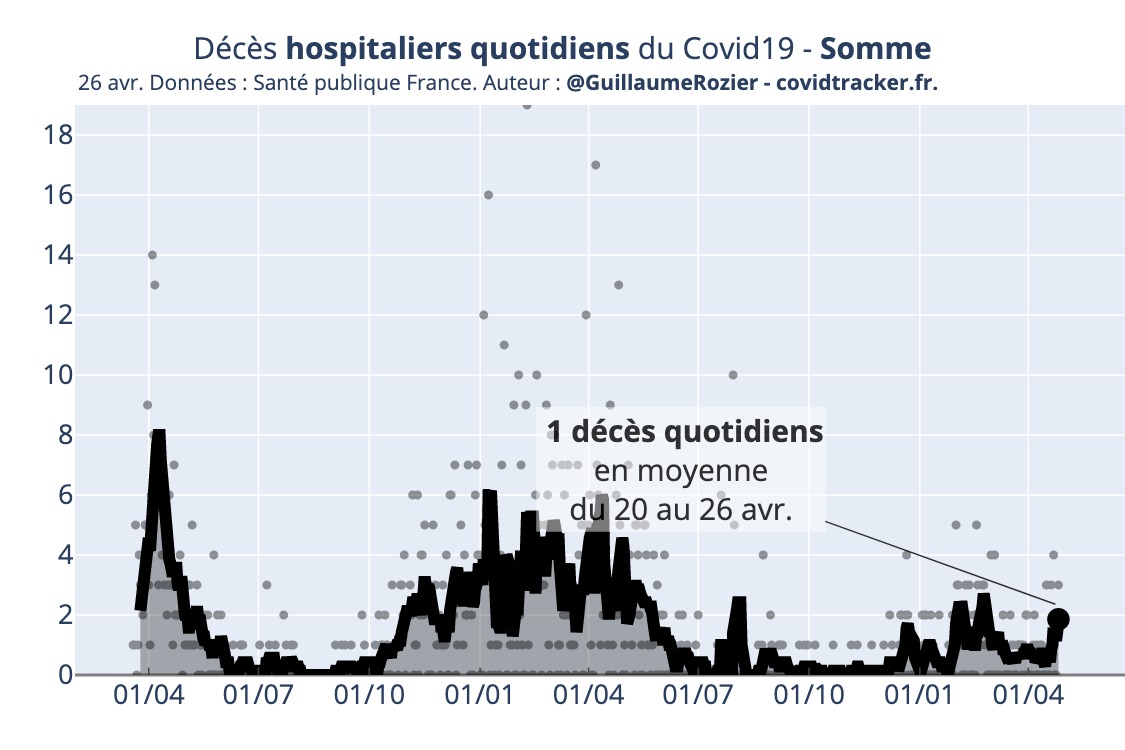 Décès hospitaliers quotidiens du Covid19 - Somme
26 avr. Données : Santé publique France. Auteur : @GuillaumeRozier - covidtracker.fr.
18
16
14
12
10
8
6
4
2
0
1 décès quotidiens
en moyenne
du 20 au 26 avr.
01/04 01/07 01/10 01/01 01/04 01/07 01/10 01/01 01/04